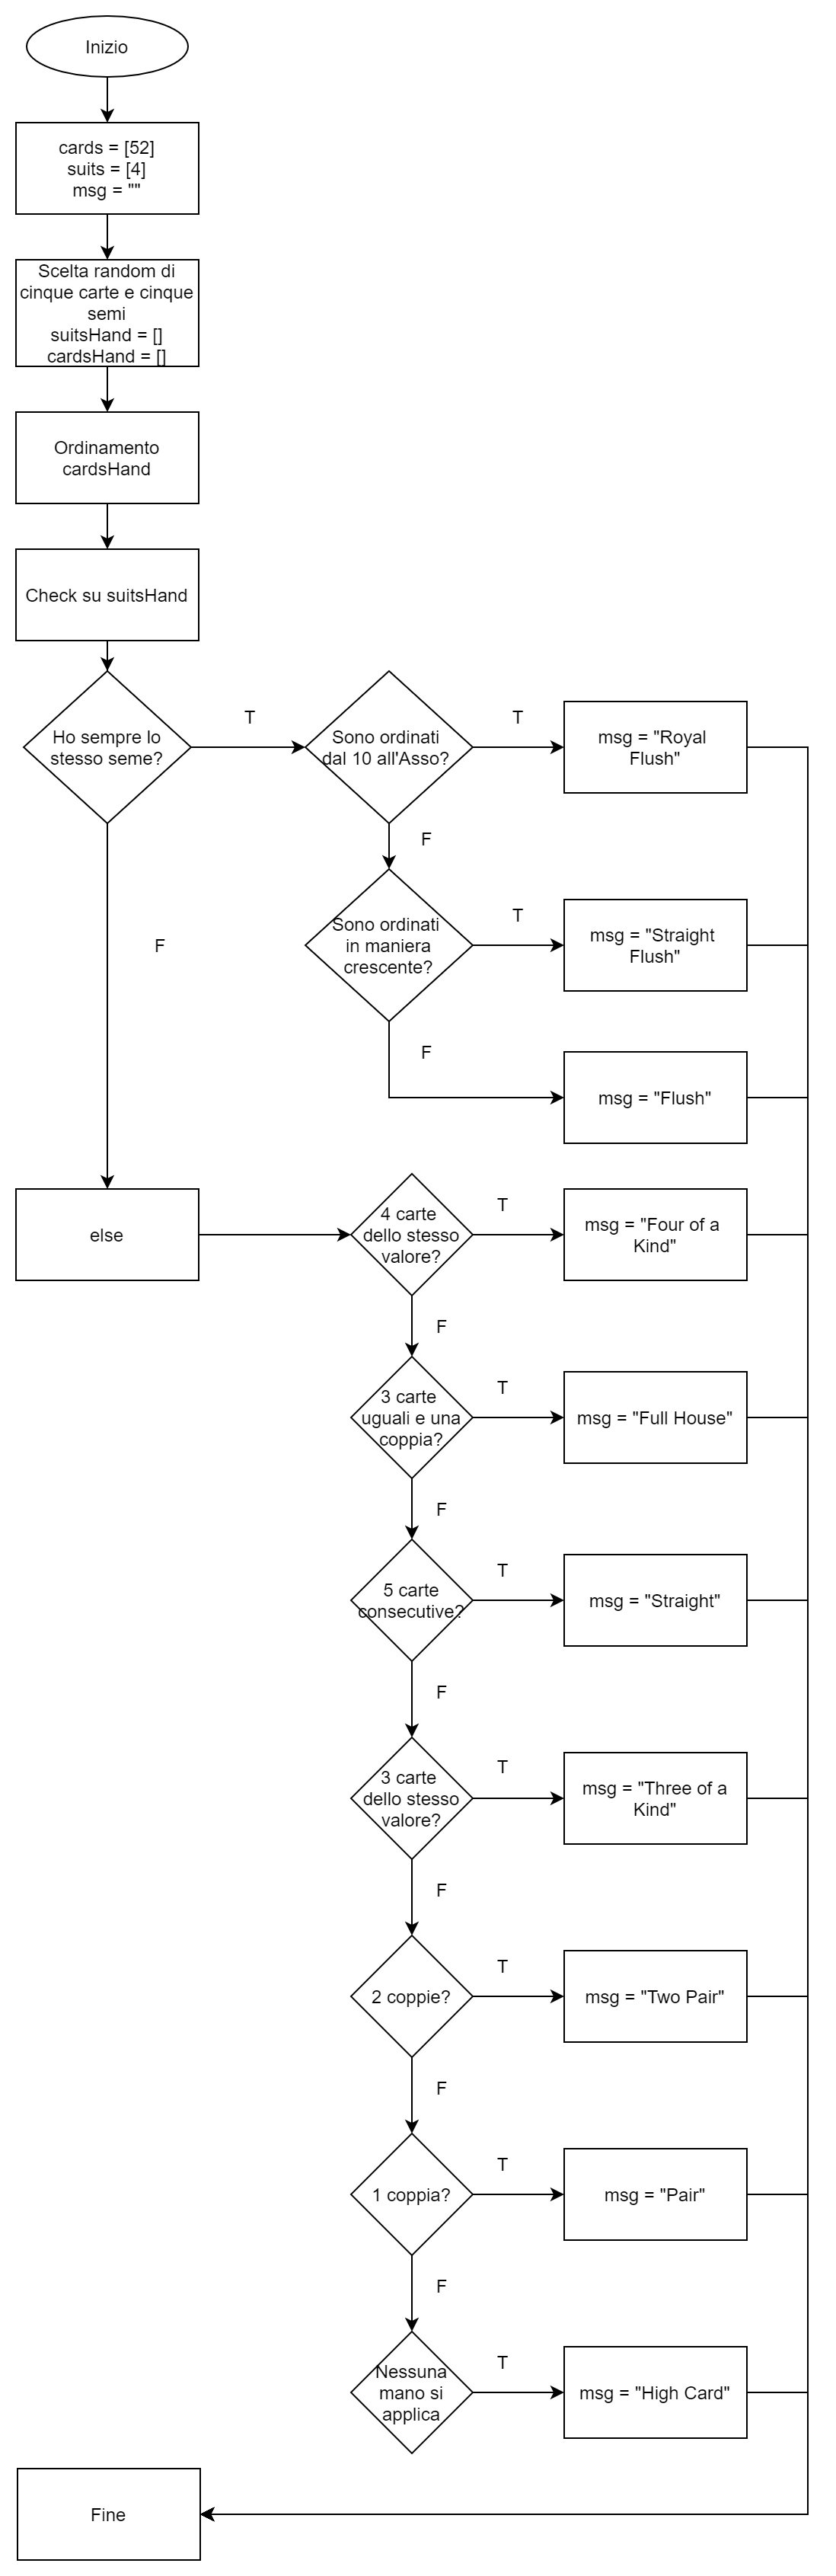 Inizio
cards = [52]
suits = [4]
msg = ""
Scelta random di
cinque carte e cinque
semi
suitsHand = []
cardsHand = []
Ordinamento
cardsHand
Check su suitsHand
Ho sempre lo
stesso seme?
T
Sono ordinati
dal 10 all'Asso?
T
msg = "Royal
Flush"
F
F
Sono ordinati
in maniera
crescente?
T
msg = "Straight
Flush"
F
msg = "Flush"
else
4 carte
dello stesso
valore?
T
msg = "Four of a
Kind"
F
3 carte
uguali e una
coppia?
T
msg = "Full House"
F
5 carte
consecutive?
T
msg = "Straight"
F
3 carte
dello stesso
valore?
T
msg = "Three of a
Kind"
F
2 coppie?
T
msg = "Two Pair"
F
1 coppia?
T
msg = "Pair"
F
Nessuna
mano si
applica
T
msg = "High Card"
Fine